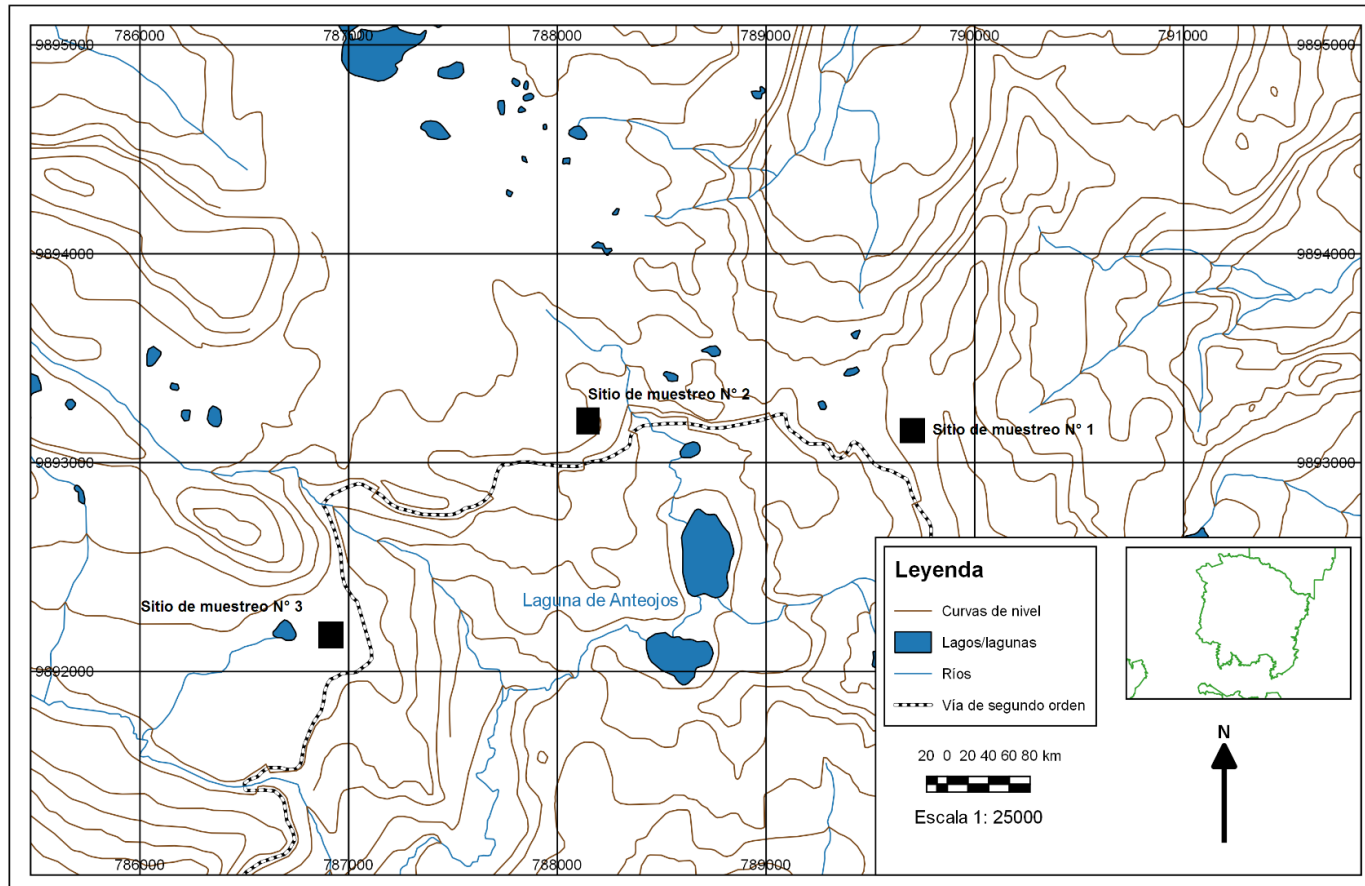 786000 787000 788000 789000 790000 791000
9895000 9895000
9894000 9894000
Sitio de muestreo N° 2
Sitio de muestreo N° 1
9893000 9893000
Sitio de muestreo N° 3
Laguna de Anteojos
9892000
786000 787000 788000 789000
Leyenda
Curvas de nivel
Lagos/lagunas
Ríos
Vía de segundo orden
20 0 20 40 60 80 km
Escala 1: 25000
N